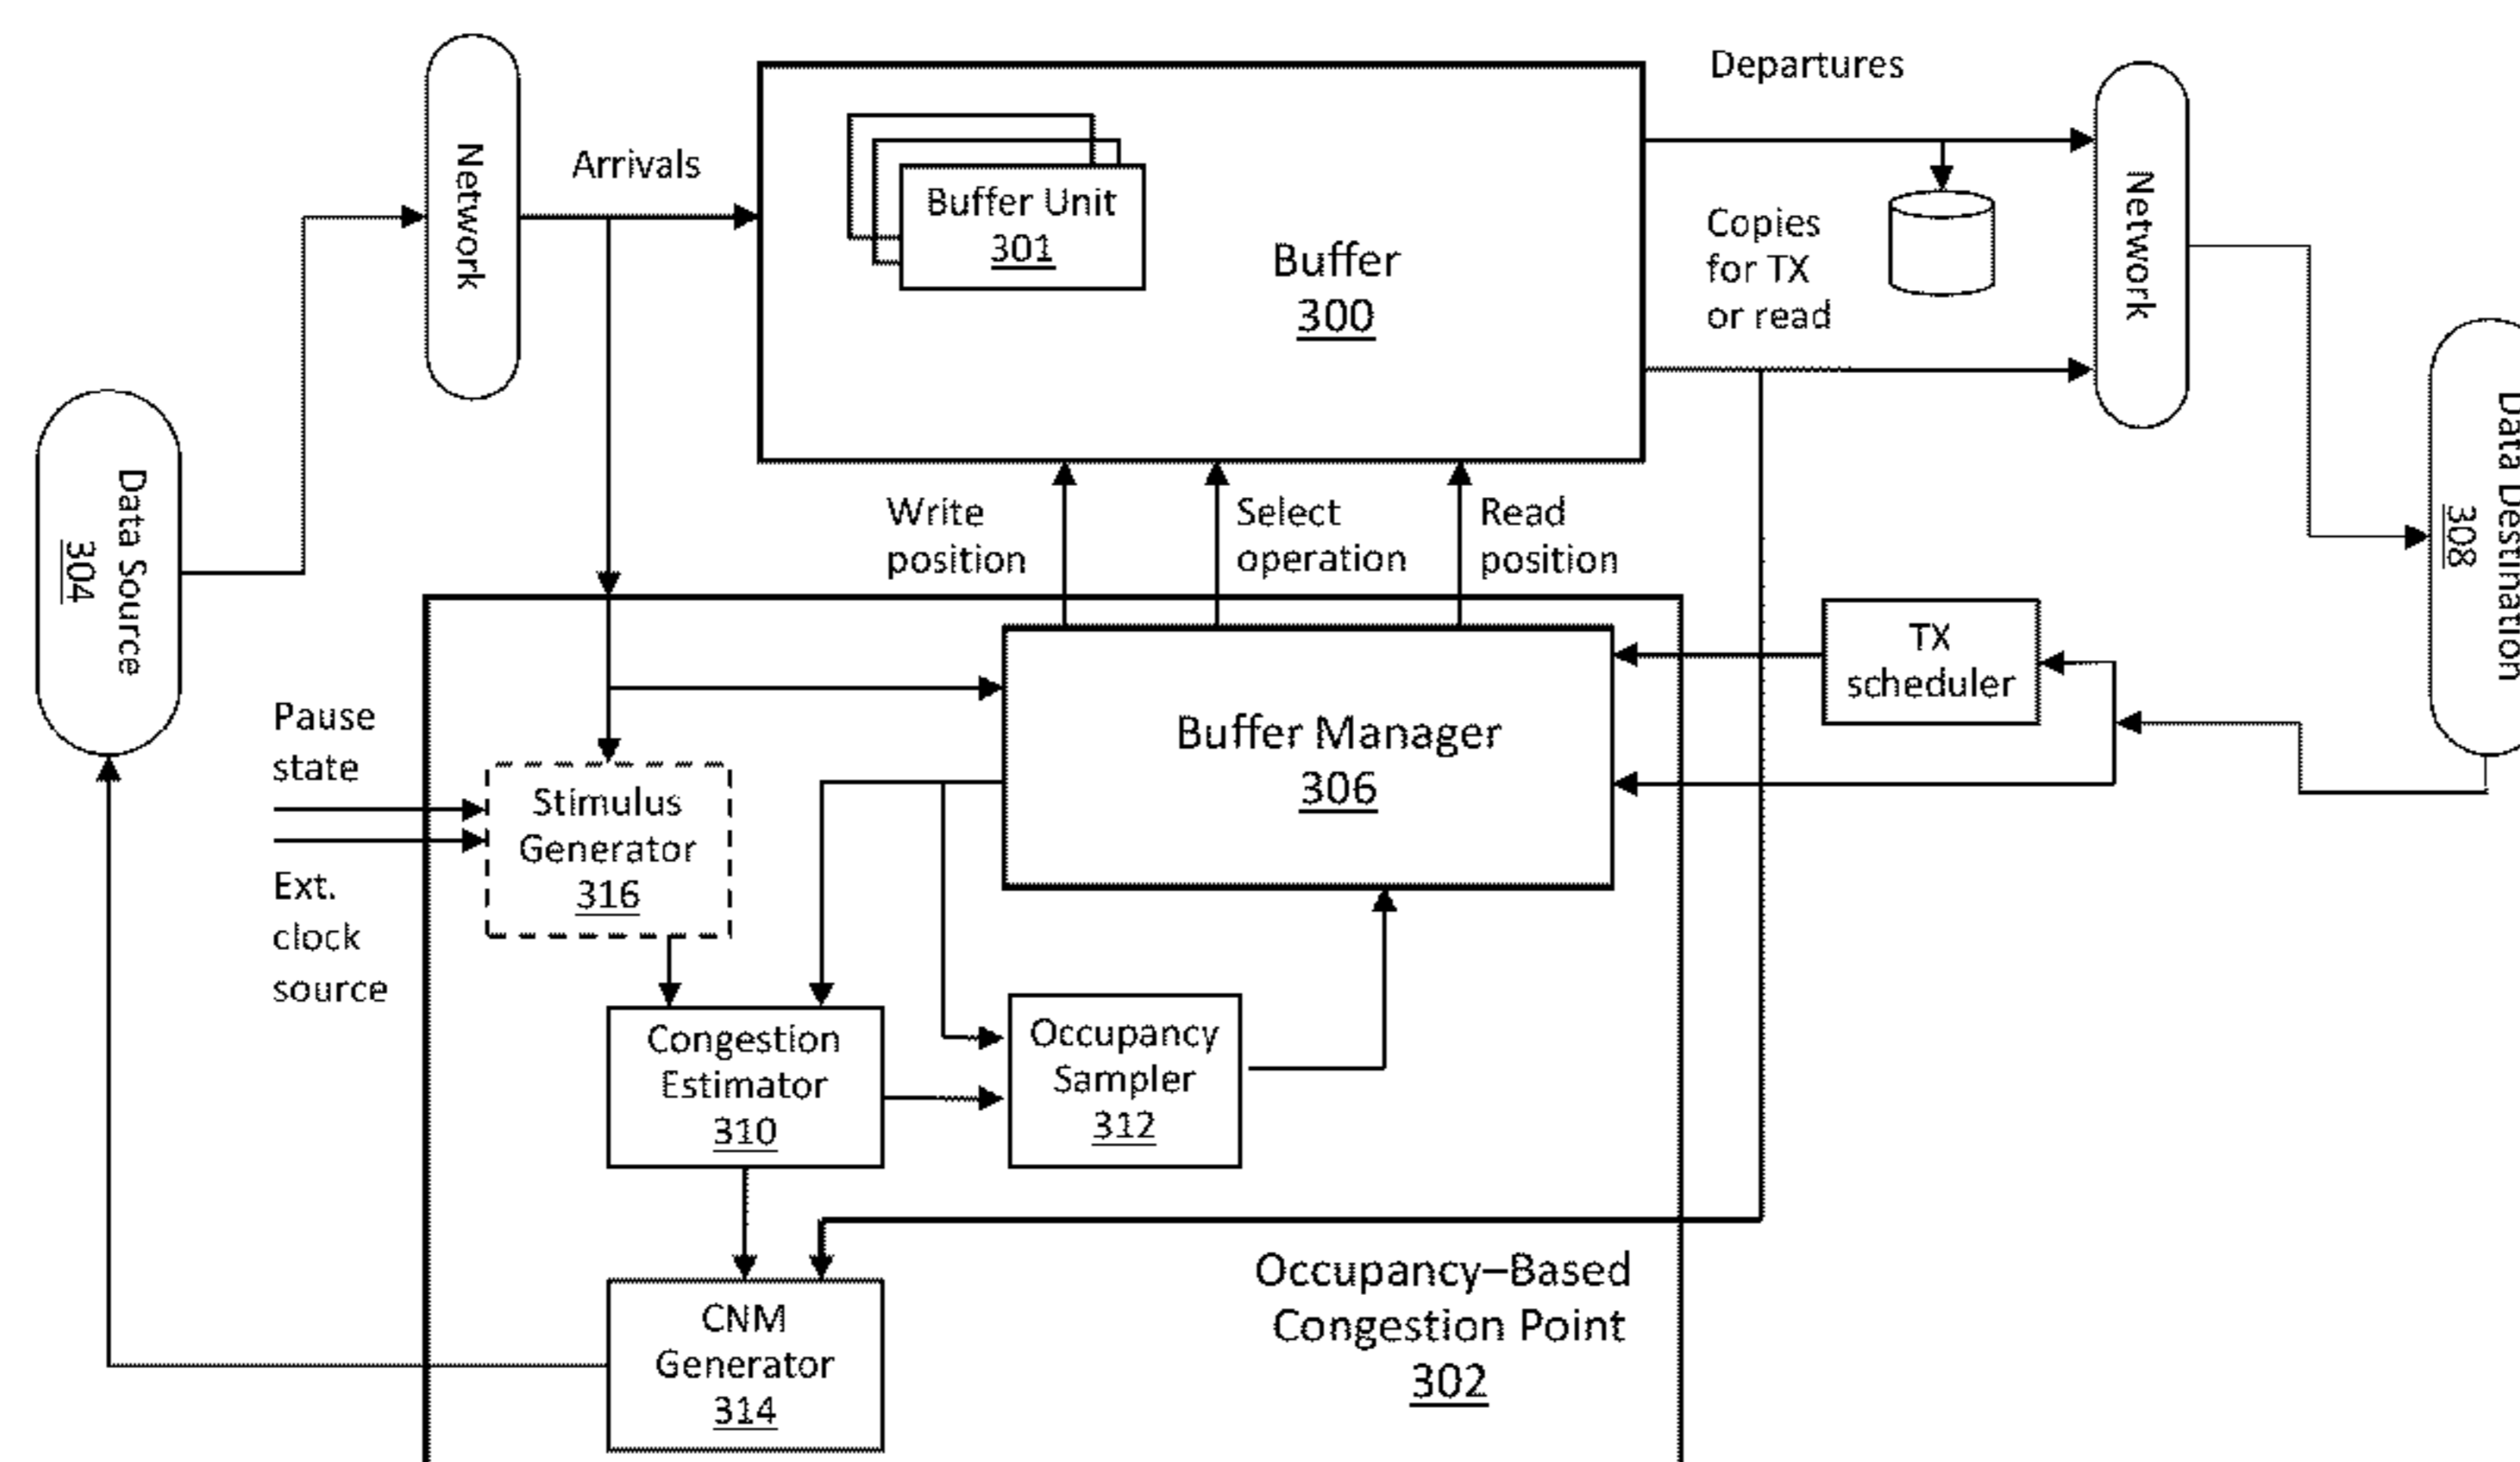 Departures
Network
Network
Arrivals
Buffer Unit
301
Buffer
300
Copies
for TX
or read
Data Source
304
Data Destination
308
Write
position
Select
operation
Read
position
TX
scheduler
Buffer Manager
306
Pause
state
Stimulus
Generator
316
Ext.
clock
source
Congestion
Estimator
310
Occupancy
Sampler
312
CNM
Generator
314
Occupancy–Based
Congestion Point
302